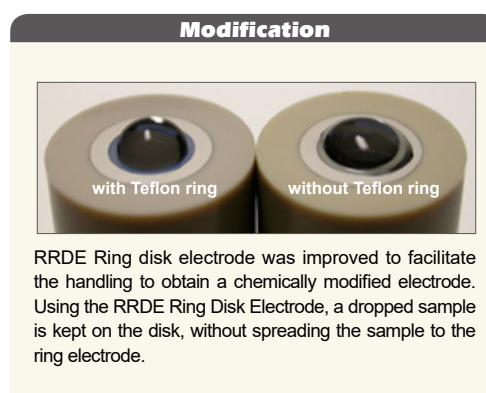 Modification
with Teflon ring
without Teflon ring
RRDE Ring disk electrode was improved to facilitate
the handling to obtain a chemically modified electrode.
Using the RRDE Ring Disk Electrode, a dropped sample
is kept on the disk, without spreading the sample to the
ring electrode.